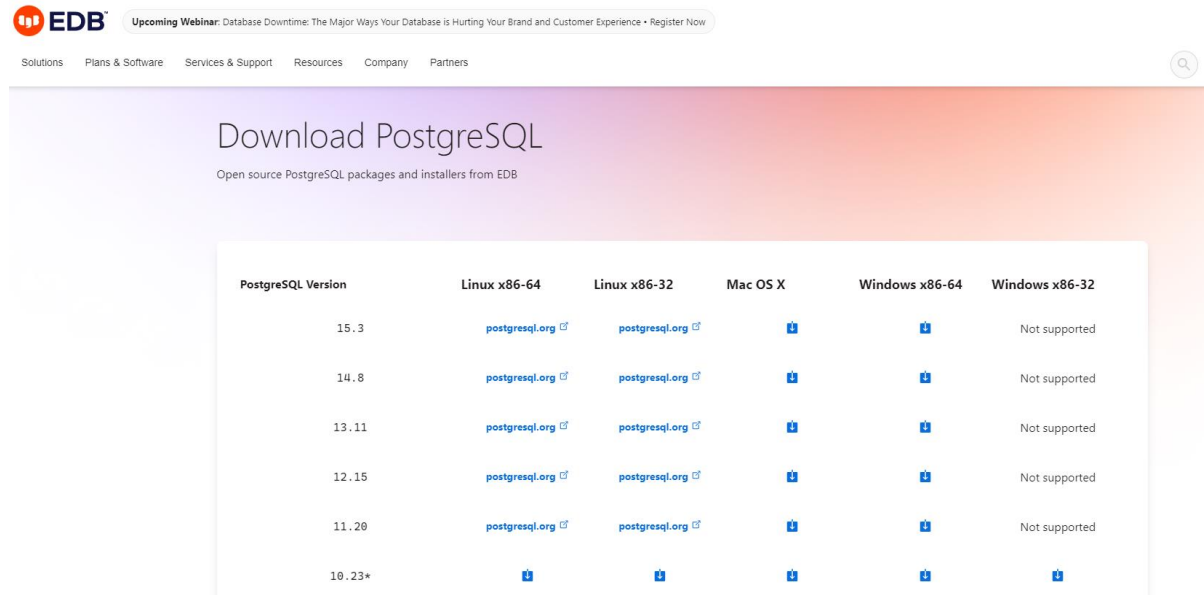 EDB™
Upcoming Webinar: Database Downtime: The Major Ways Your Database is Hurting Your Brand and Customer Experience • Register Now
Solutions Plans & Software Services & Support Resources Company Partners
Download PostgreSQL
Open source PostgreSQL packages and installers from EDB
PostgreSQL Version Linux x86-64 Linux x86-32 Mac OS X Windows x86-64 Windows x86-32
15.3 postgresql.org postgresql.org Not supported
14.8 postgresql.org postgresql.org Not supported
13.11 postgresql.org postgresql.org Not supported
12.15 postgresql.org postgresql.org Not supported
11.20 postgresql.org postgresql.org Not supported
10.23*